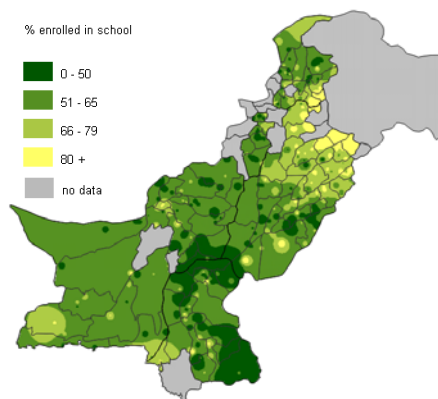 % enrolled in school
0 - 50
51 - 65
66 - 79
80 +
no data